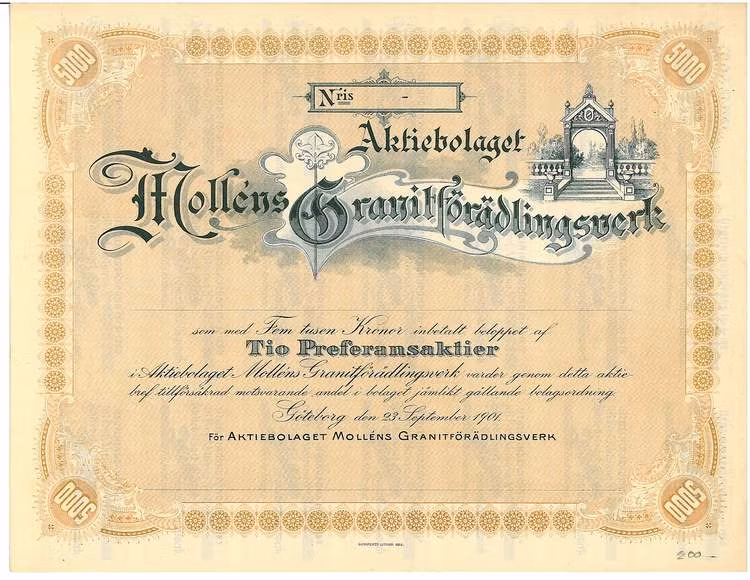 5000 5000
Nris -
Aktiebolaget
Molléns Granitförädlingsverk
som med Fem tusen Kronor inbetalt beloppet af
Tio Preferansaktier
i Aktiebolaget Molléns Granitförädlingsverk varder genom detta aktie-
bref tillförsäkrad motsvarande andel i bolaget jämlikt gällande bolagsordning.
Göteborg den 23 September 1901.
För AKTIEBOLAGET MOLLÉNS GRANITFÖRÄDLINGSVERK
5000 5000
200-